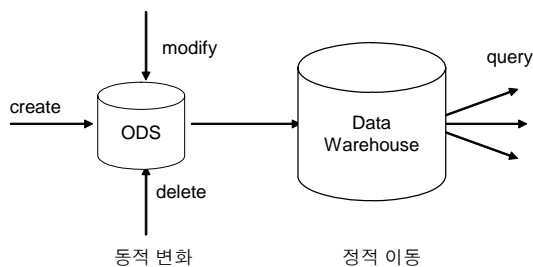 modify
query
create
ODS
Data
Warehouse
delete
동적 변화
정적 이동